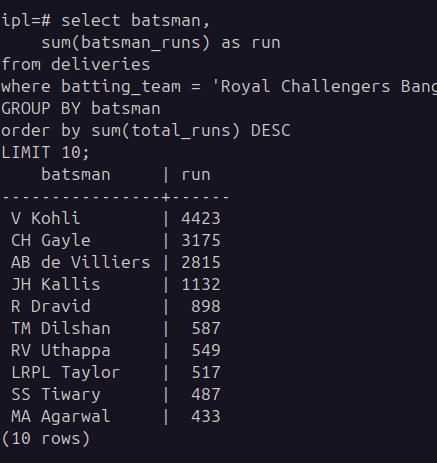 ipl=# select batsman,
    sum(batsman_runs) as run
from deliveries
where batting_team = 'Royal Challengers Bang
GROUP BY batsman
order by sum(total_runs) DESC
LIMIT 10;
    batsman     | run
----------------+------
 V Kohli        | 4423
 CH Gayle       | 3175
 AB de Villiers | 2815
 JH Kallis      | 1132
 R Dravid       |  898
 TM Dilshan     |  587
 RV Uthappa     |  549
 LRPL Taylor    |  517
 SS Tiwary      |  487
 MA Agarwal     |  433
(10 rows)